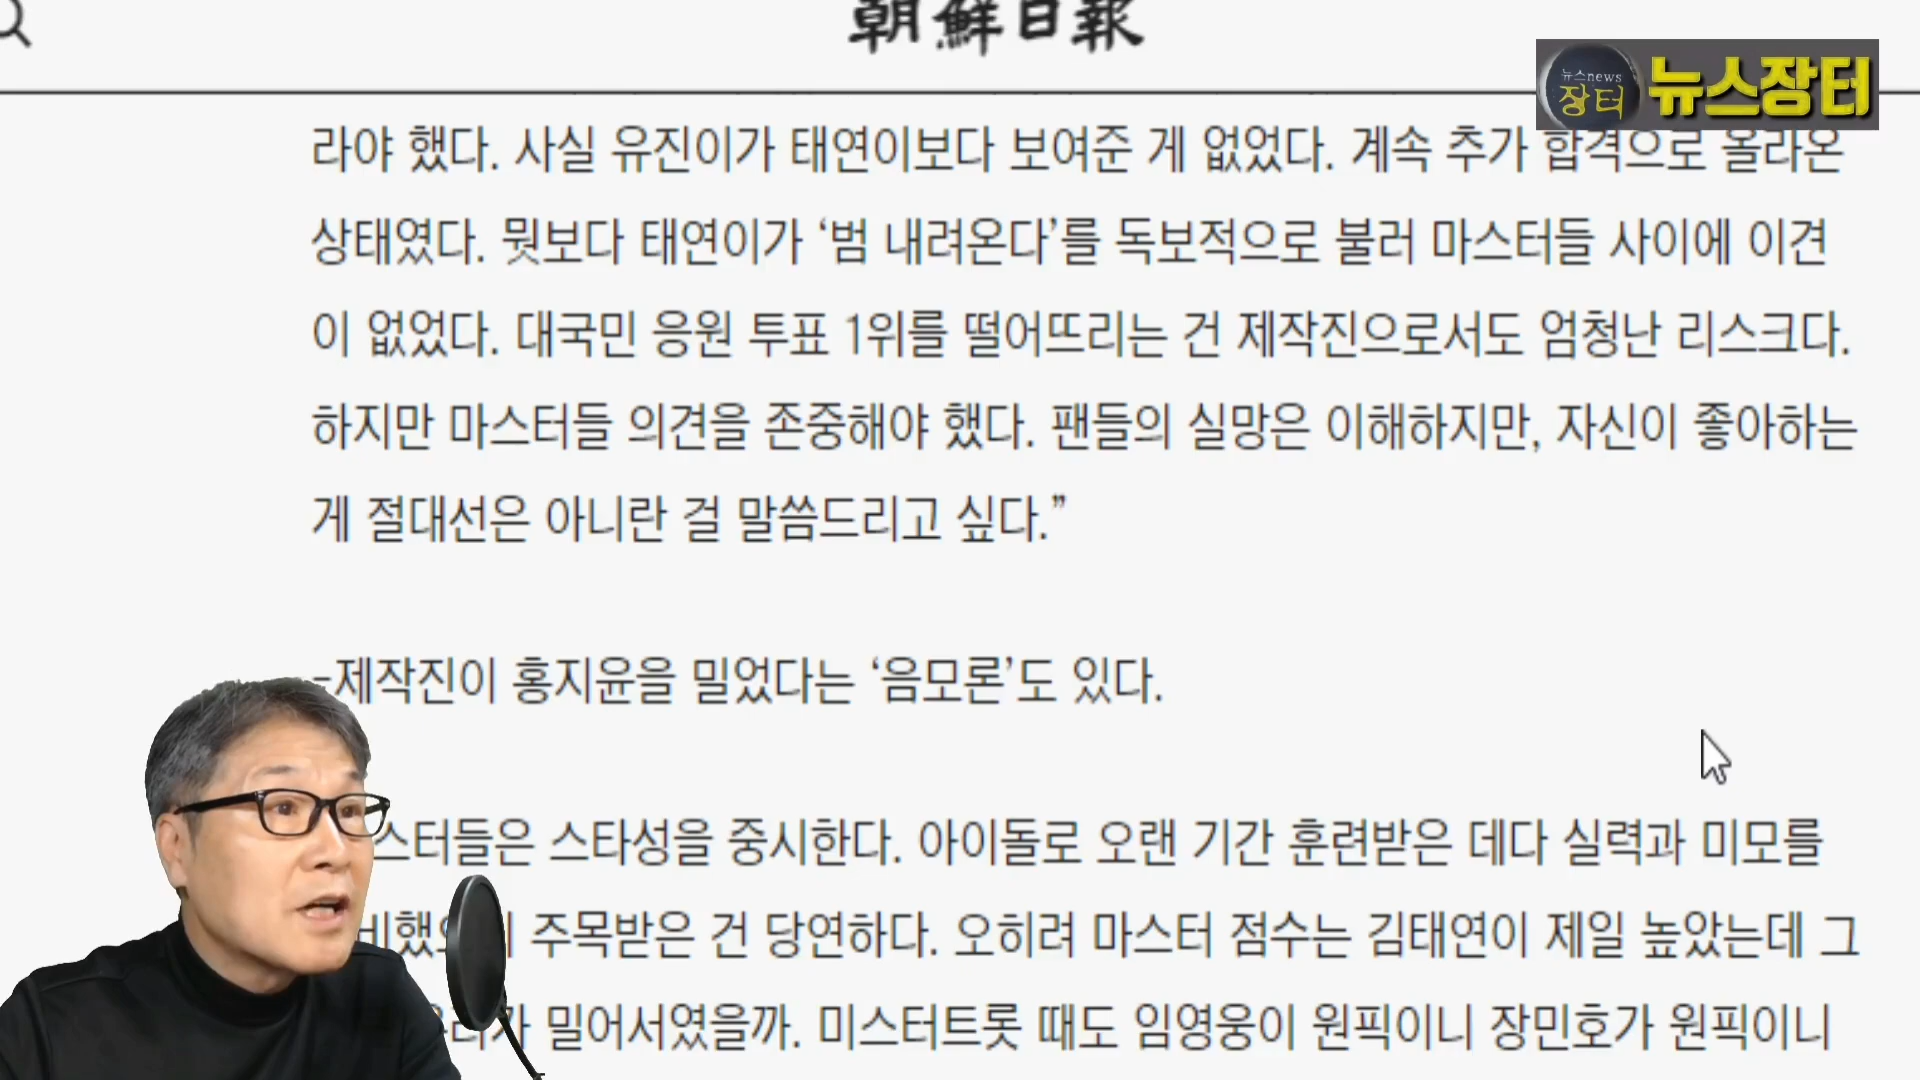 朝鮮日報
뉴스news
장터
뉴스장터
라야 했다. 사실 유진이가 태연이보다 보여준 게 없었다. 계속 추가 합격으로 올라온
상태였다. 뭣보다 태연이가 ‘범 내려온다’를 독보적으로 불러 마스터들 사이에 이견
이 없었다. 대국민 응원 투표 1위를 떨어뜨리는 건 제작진으로서도 엄청난 리스크다.
하지만 마스터들 의견을 존중해야 했다. 팬들의 실망은 이해하지만, 자신이 좋아하는
게 절대선은 아니란 걸 말씀드리고 싶다.”
-제작진이 홍지윤을 밀었다는 ‘음모론’도 있다.
스터들은 스타성을 중시한다. 아이돌로 오랜 기간 훈련받은 데다 실력과 미모를
주목받은 건 당연하다. 오히려 마스터 점수는 김태연이 제일 높았는데 그
밀어서였을까. 미스터트롯 때도 임영웅이 원픽이니 장민호가 원픽이니